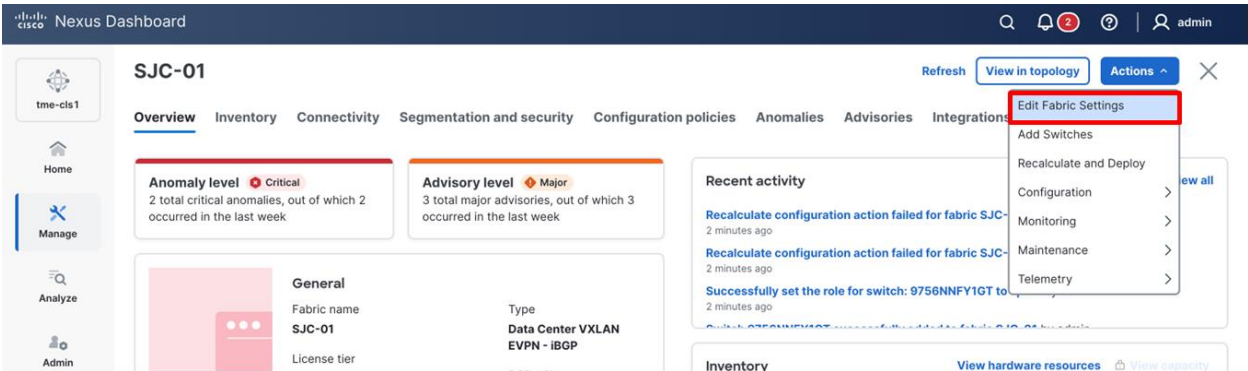 cisco Nexus Dashboard
2
admin
tme-cls1
Home
Manage
Analyze
Admin
SJC-01
Refresh
View in topology
Actions
Overview Inventory Connectivity Segmentation and security Configuration policies Anomalies Advisories Integrations
Edit Fabric Settings
Add Switches
Recalculate and Deploy
Configuration
Monitoring
Maintenance
Telemetry
Anomaly level Critical
2 total critical anomalies, out of which 2
occurred in the last week
Advisory level Major
3 total major advisories, out of which 3
occurred in the last week
General
Fabric name
SJC-01
License tier
Type
Data Center VXLAN
EVPN - iBGP
Recent activity
all
Recalculate configuration action failed for fabric SJC-
2 minutes ago
Recalculate configuration action failed for fabric SJC-
2 minutes ago
Successfully set the role for switch: 9756NNFY1GT to
2 minutes ago
Inventory
View hardware resources
View capacity